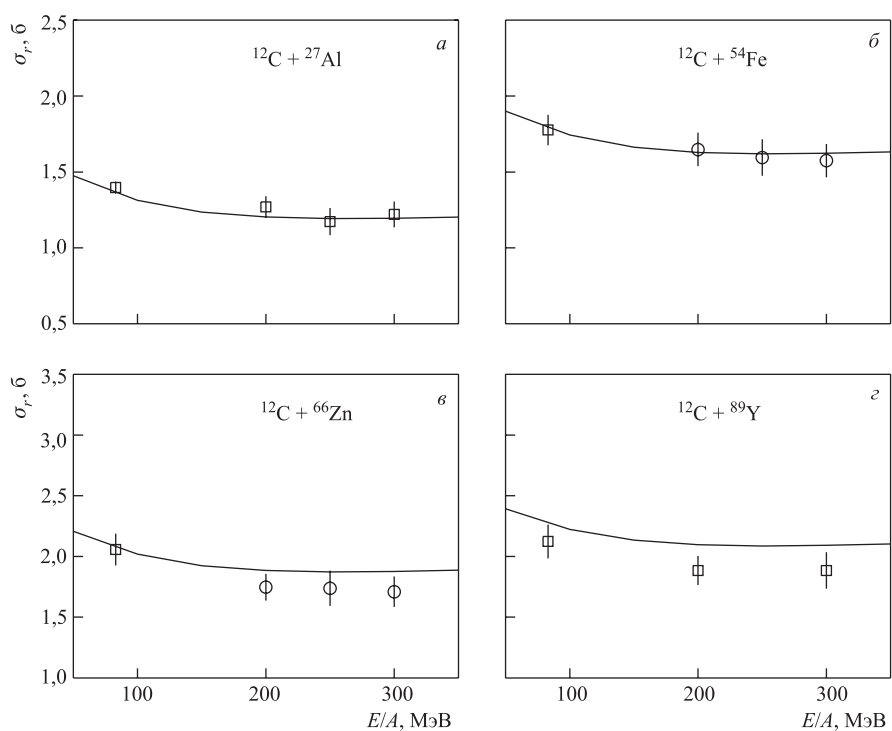 σr, б
2,5
2,0
1,5
1,0
0,5
а
12C + 27Al
б
12C + 54Fe
σr, б
3,5
3,0
2,5
2,0
1,5
1,0
в
12C + 66Zn
г
12C + 89Y
100 200 300
E/A, МэВ
100 200 300
E/A, МэВ